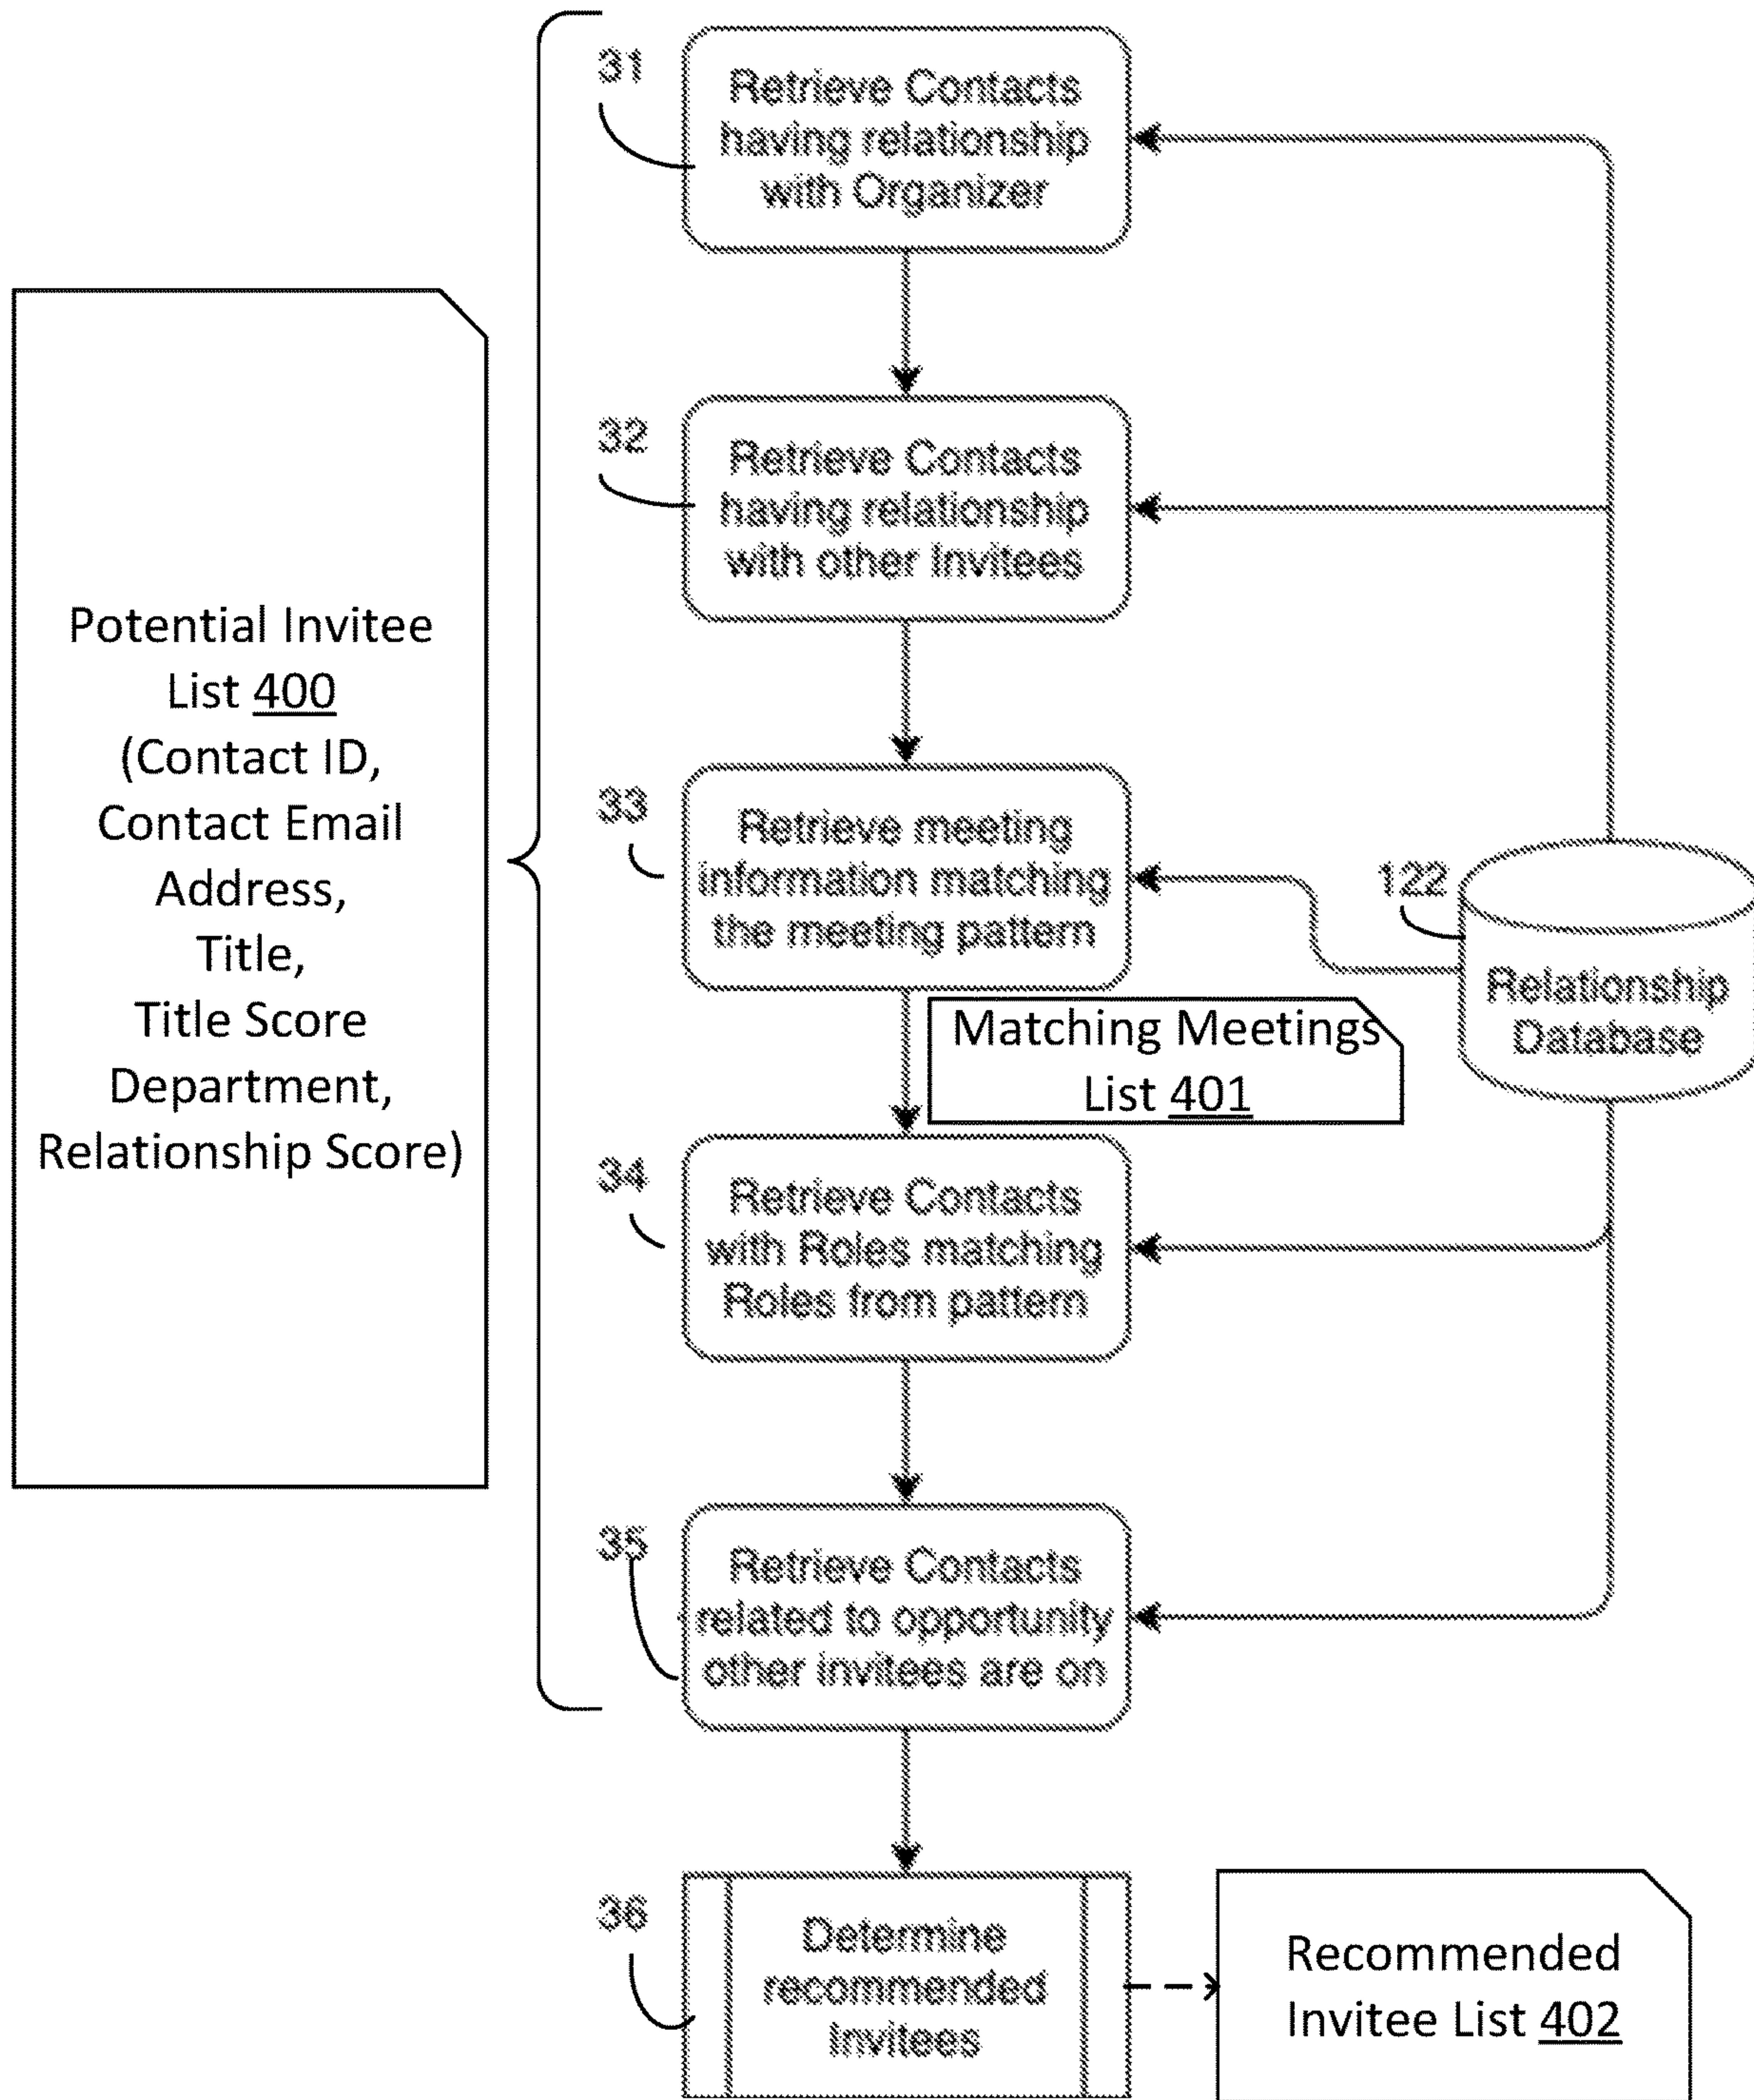 31
Retrieve Contacts
having relationship
with Organizer
32
Retrieve Contacts
having relationship
with other Invitees
Potential Invitee
List 400
(Contact ID,
Contact Email
Address,
Title,
Title Score
Department,
Relationship Score)
33
Retrieve meeting
information matching
the meeting pattern
122
Relationship
Database
Matching Meetings
List 401
34
Retrieve Contacts
with Roles matching
Roles from pattern
35
Retrieve Contacts
related to opportunity
other invitees are on
36
Determine
recommended
Invitees
Recommended
Invitee List 402